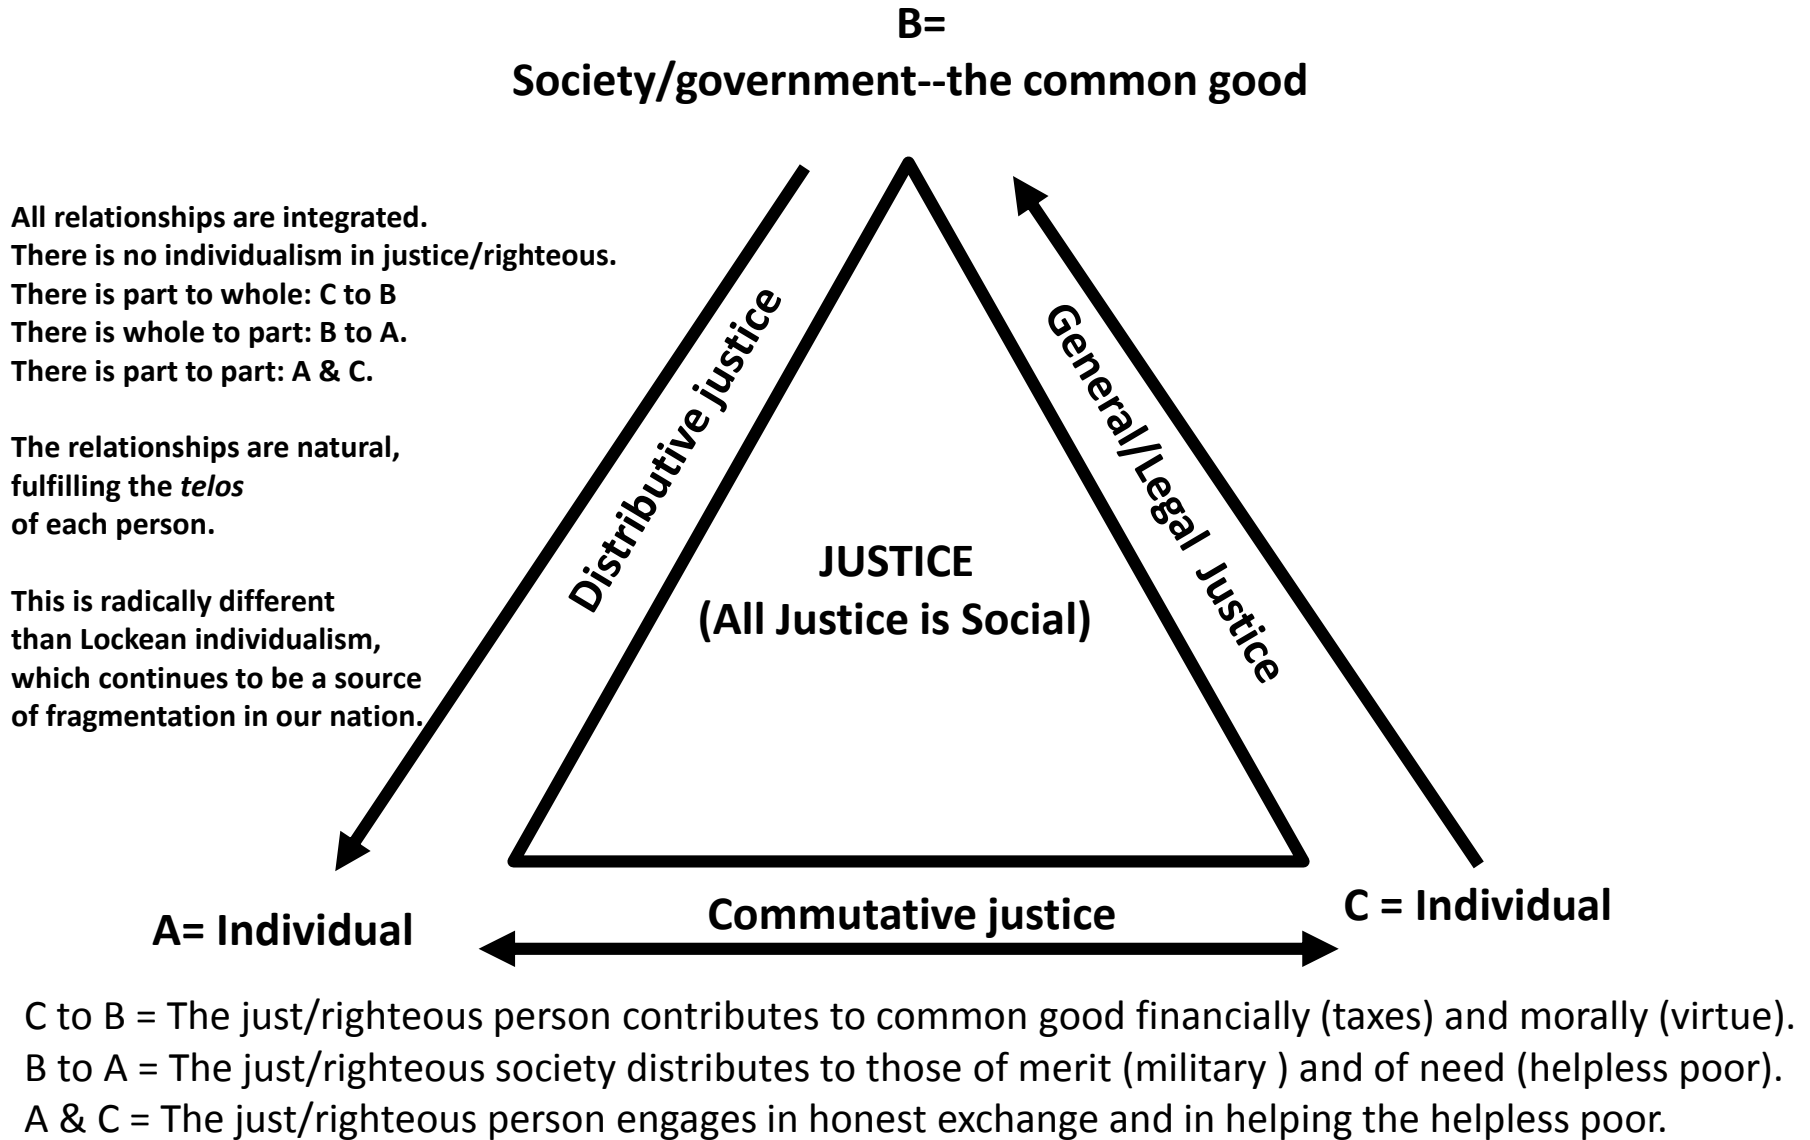 B=
Society/government--the common good
All relationships are integrated.
There is no individualism in justice/righteous.
There is part to whole: C to B
There is whole to part: B to A.
There is part to part: A & C.
The relationships are natural,
fulfilling the telos
of each person.
This is radically different
than Lockean individualism,
which continues to be a source
of fragmentation in our nation.
Distributive justice
General/Legal Justice
JUSTICE
(All Justice is Social)
A= Individual
Commutative justice
C = Individual
C to B = The just/righteous person contributes to common good financially (taxes) and morally (virtue).
B to A = The just/righteous society distributes to those of merit (military ) and of need (helpless poor).
A & C = The just/righteous person engages in honest exchange and in helping the helpless poor.